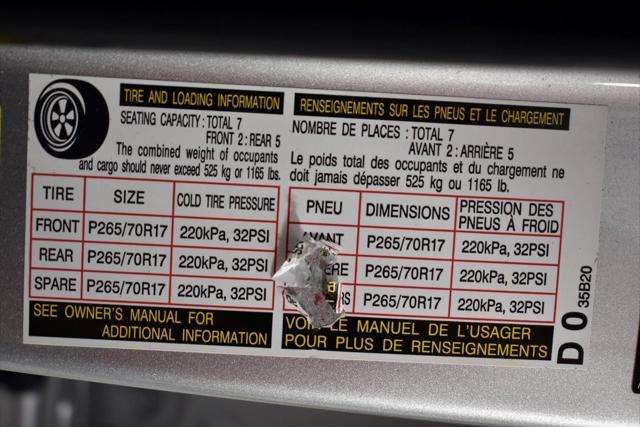 TIRE AND LOADING INFORMATION
SEATING CAPACITY: TOTAL 7
FRONT 2: REAR 5
The combined weight of occupants
and cargo should never exceed 525 kg or 1165 lbs.
TIRE SIZE COLD TIRE PRESSURE
FRONT P265/70R17 220kPa, 32PSI
REAR P265/70R17 220kPa, 32PSI
SPARE P265/70R17 220kPa, 32PSI
SEE OWNER'S MANUAL FOR
ADDITIONAL INFORMATION
RENSEIGNEMENTS SUR LES PNEUS ET LE CHARGEMENT
NOMBRE DE PLACES : TOTAL 7
AVANT 2 : ARRIÈRE 5
Le poids total des occupants et du chargement ne
doit jamais dépasser 525 kg ou 1165 lb.
PNEU DIMENSIONS PRESSION DES
PNEUS À FROID
AVANT P265/70R17 220kPa, 32PSI
P265/70R17 220kPa, 32PSI
P265/70R17 220kPa, 32PSI
LE MANUEL DE L'USAGER
POUR PLUS DE RENSEIGNEMENTS
D 0 35B20